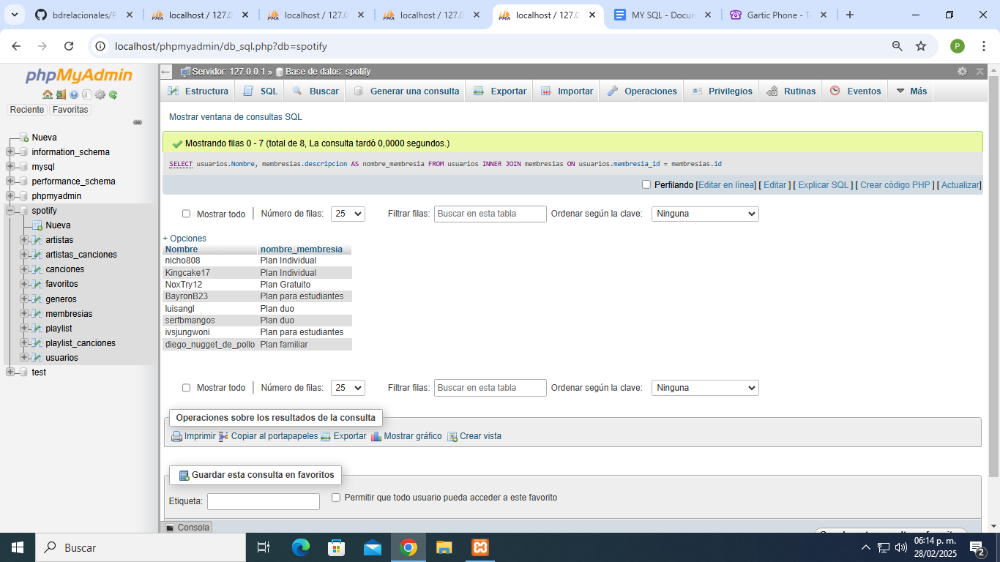 bdrelacionales/P
localhost / 127.0
localhost / 127.0
localhost / 127.0
localhost / 127.0
MY SQL - Docun
Gartic Phone - Te
localhost/phpmyadmin/db_sql.php?db=spotify
P
phpMyAdmin
Reciente Favoritas
Nueva
information_schema
mysql
performance_schema
phpmyadmin
spotify
Nueva
artistas
artistas_canciones
canciones
favoritos
generos
membresias
playlist
playlist_canciones
usuarios
test
Servidor: 127.0.0.1 » Base de datos: spotify
Estructura SQL Buscar Generar una consulta Exportar Importar Operaciones Privilegios Rutinas Eventos Más
Mostrar ventana de consultas SQL
Mostrando filas 0 - 7 (total de 8, La consulta tardó 0,0000 segundos.)
SELECT usuarios.Nombre, membresias.descripcion AS nombre_membresia FROM usuarios INNER JOIN membresias ON usuarios.membresia_id = membresias.id
Perfilando [Editar en línea] [ Editar ] [ Explicar SQL ] [ Crear código PHP ] [ Actualizar]
Mostrar todo Número de filas: 25 Filtrar filas: Buscar en esta tabla Ordenar según la clave: Ninguna
+ Opciones
Nombre nombre_membresia
nicho808 Plan Individual
Kingcake17 Plan Individual
NoxTry12 Plan Gratuito
BayronB23 Plan para estudiantes
luisangl Plan duo
serfbmangos Plan duo
ivsjungwoni Plan para estudiantes
diego_nugget_de_pollo Plan familiar
Mostrar todo Número de filas: 25 Filtrar filas: Buscar en esta tabla Ordenar según la clave: Ninguna
Operaciones sobre los resultados de la consulta
Imprimir Copiar al portapapeles Exportar Mostrar gráfico Crear vista
Guardar esta consulta en favoritos
Etiqueta: Permitir que todo usuario pueda acceder a este favorito
Consola
Buscar
06:14 p. m.
28/02/2025
2